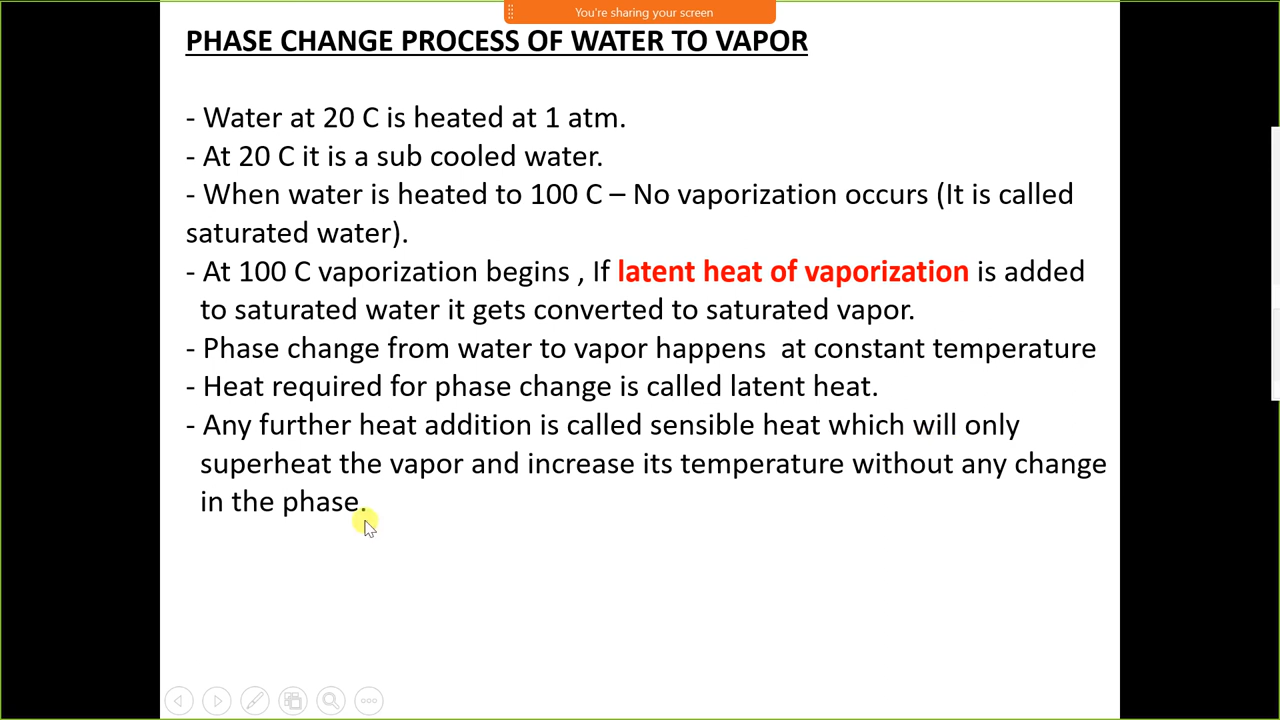 You're sharing your screen
PHASE CHANGE PROCESS OF WATER TO VAPOR
- Water at 20 C is heated at 1 atm.
- At 20 C it is a sub cooled water.
- When water is heated to 100 C – No vaporization occurs (It is called
saturated water).
- At 100 C vaporization begins , If latent heat of vaporization is added
to saturated water it gets converted to saturated vapor.
- Phase change from water to vapor happens  at constant temperature
- Heat required for phase change is called latent heat.
- Any further heat addition is called sensible heat which will only
superheat the vapor and increase its temperature without any change
in the phase.